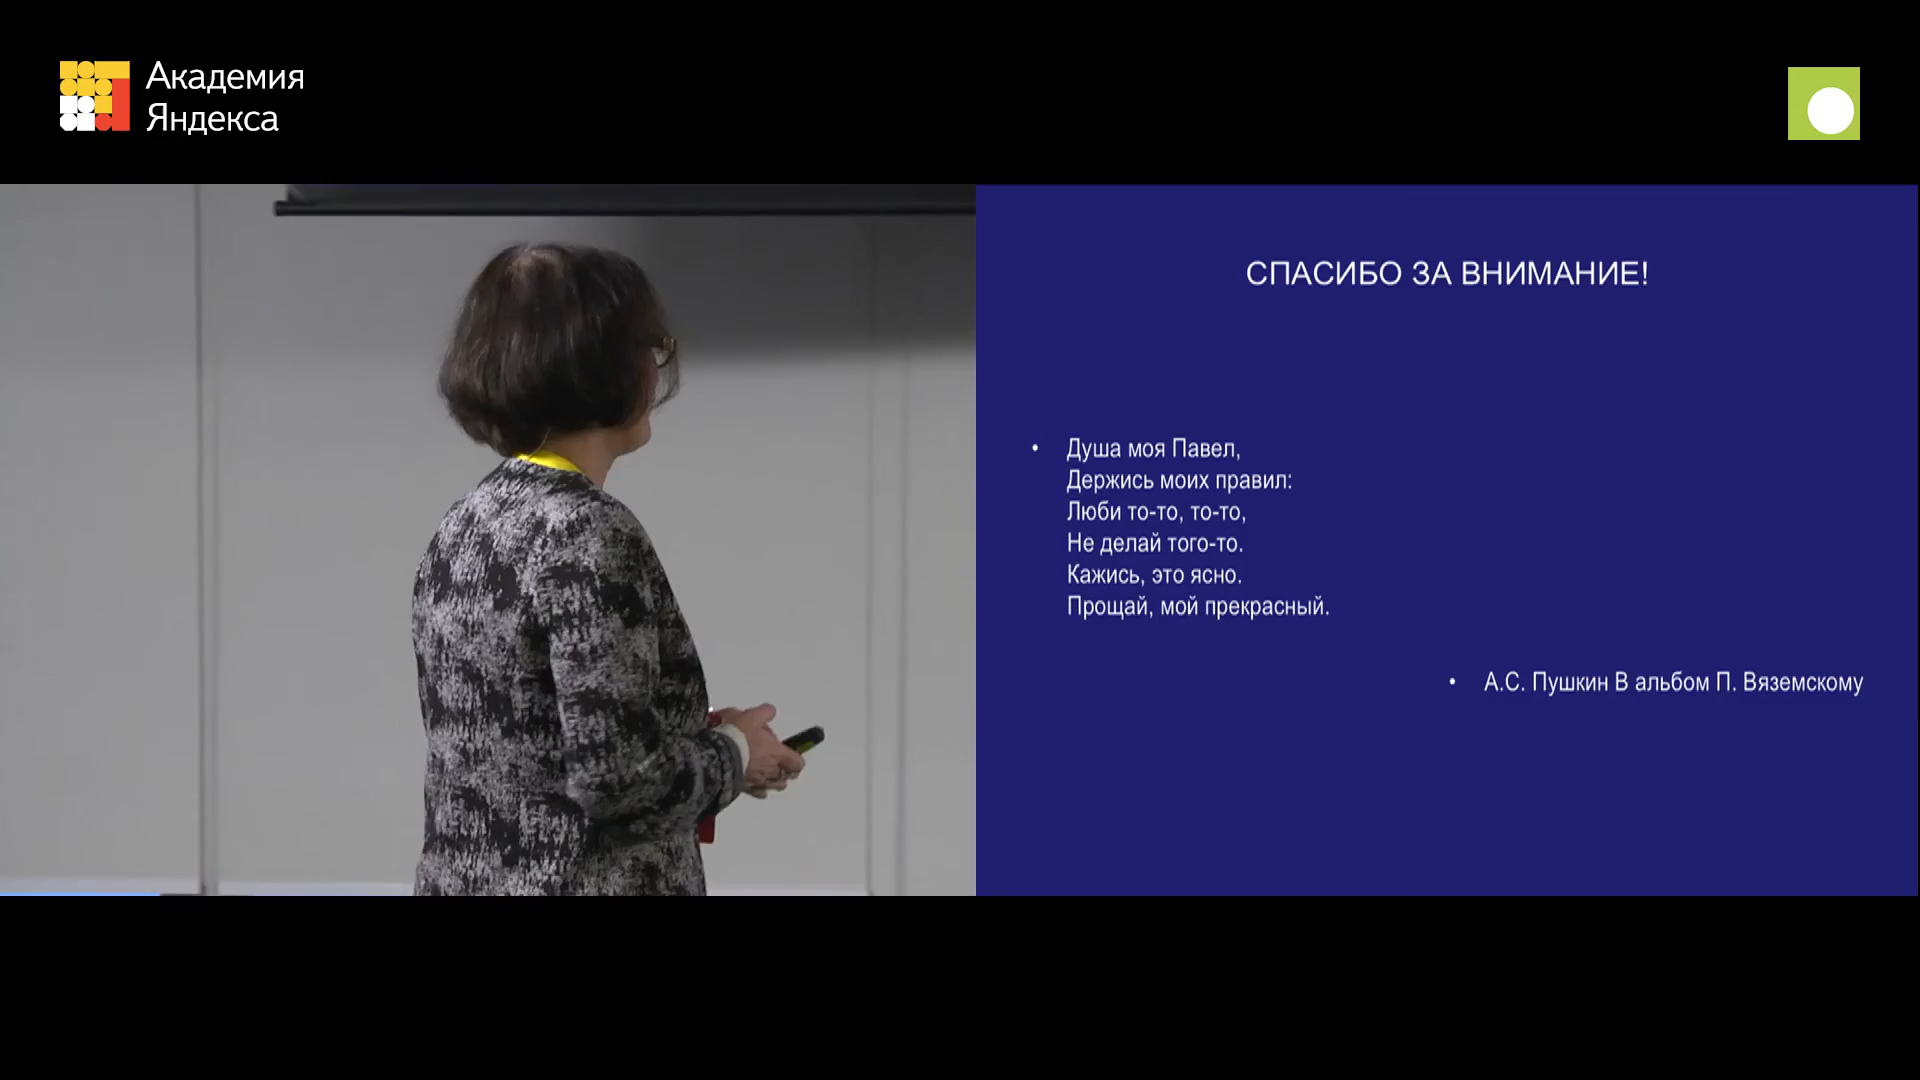 Академия
Яндекса
СПАСИБО ЗА ВНИМАНИЕ!
• Душа моя Павел,
Держись моих правил:
Люби то-то, то-то,
Не делай того-то.
Кажись, это ясно.
Прощай, мой прекрасный.
• А.С. Пушкин В альбом П. Вяземскому